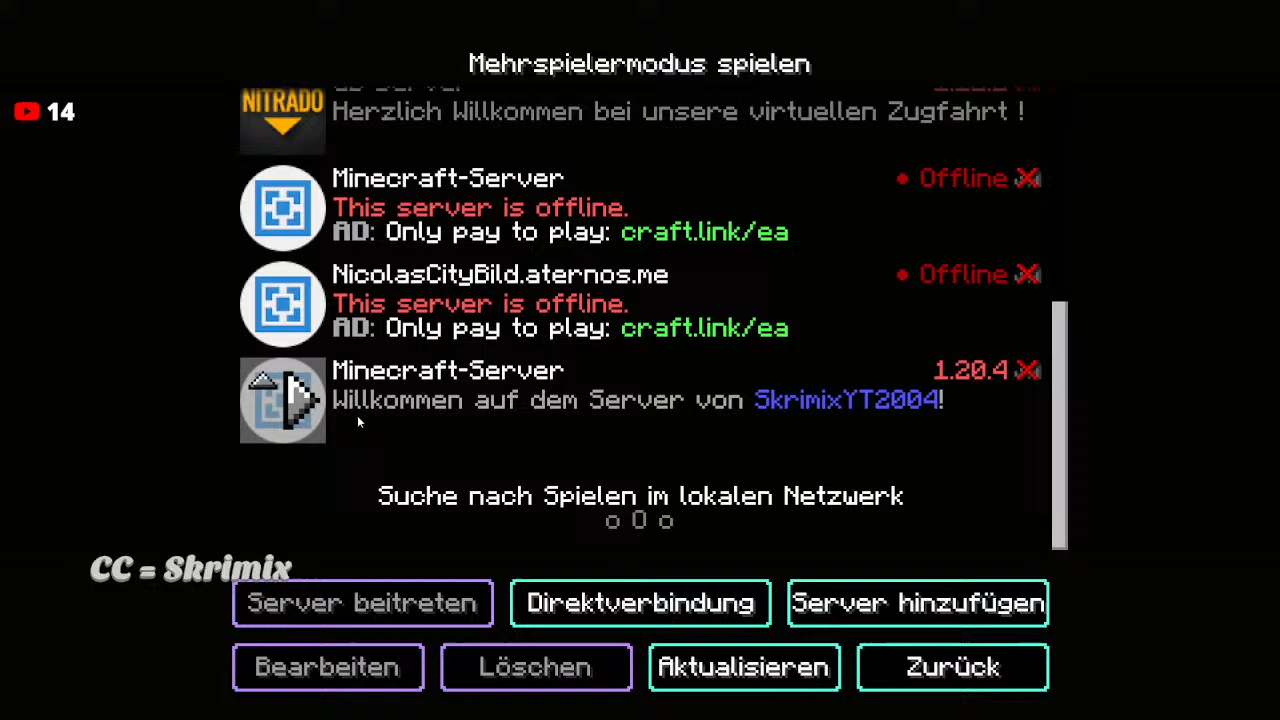 Mehrspielermodus spielen
14
NITRADO
Herzlich Willkommen bei unsere virtuellen Zugfahrt !
Minecraft-Server
Offline
This server is offline.
AD: Only pay to play: craft.link/ea
NicolasCityBild.aternos.me
Offline
This server is offline.
AD: Only pay to play: craft.link/ea
Minecraft-Server
1.20.4
Willkommen auf dem Server von SkrimixYT2004!
Suche nach Spielen im lokalen Netzwerk
o O o
CC = Skrimix
Server beitreten
Direktverbindung
Server hinzufügen
Bearbeiten
Löschen
Aktualisieren
Zurück